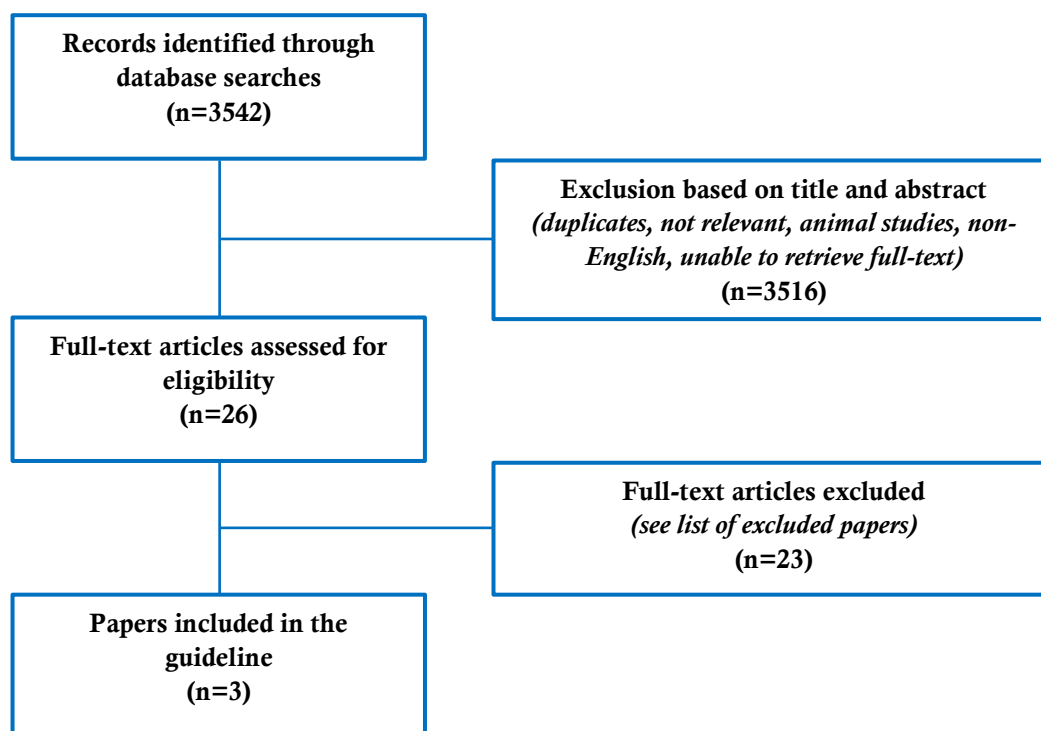 Records identified through
database searches
(n=3542)
Exclusion based on title and abstract
(duplicates, not relevant, animal studies, non-
English, unable to retrieve full-text)
(n=3516)
Full-text articles assessed for
eligibility
(n=26)
Full-text articles excluded
(see list of excluded papers)
(n=23)
Papers included in the
guideline
(n=3)